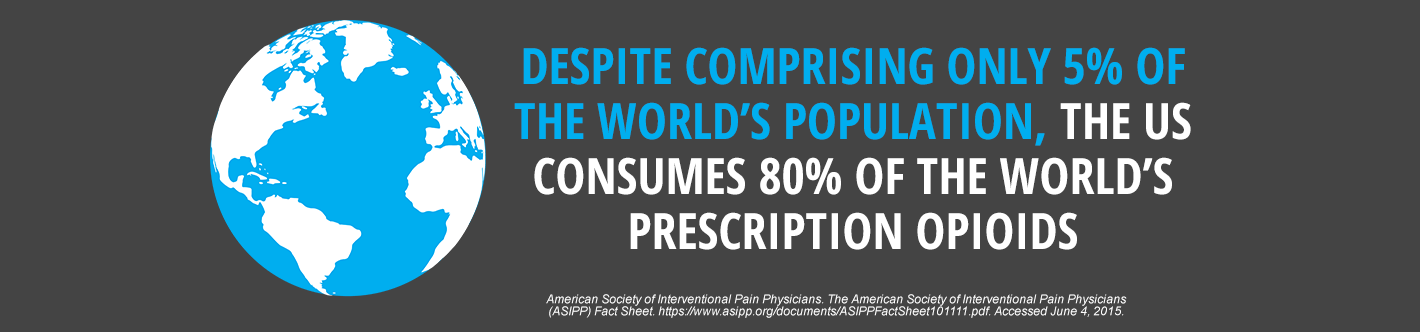 DESPITE COMPRISING ONLY 5% OF
THE WORLD’S POPULATION, THE US
CONSUMES 80% OF THE WORLD’S
PRESCRIPTION OPIOIDS
American Society of Interventional Pain Physicians. The American Society of Interventional Pain Physicians
(ASIPP) Fact Sheet. https://www.asipp.org/documents/ASIPPFactSheet101111.pdf. Accessed June 4, 2015.